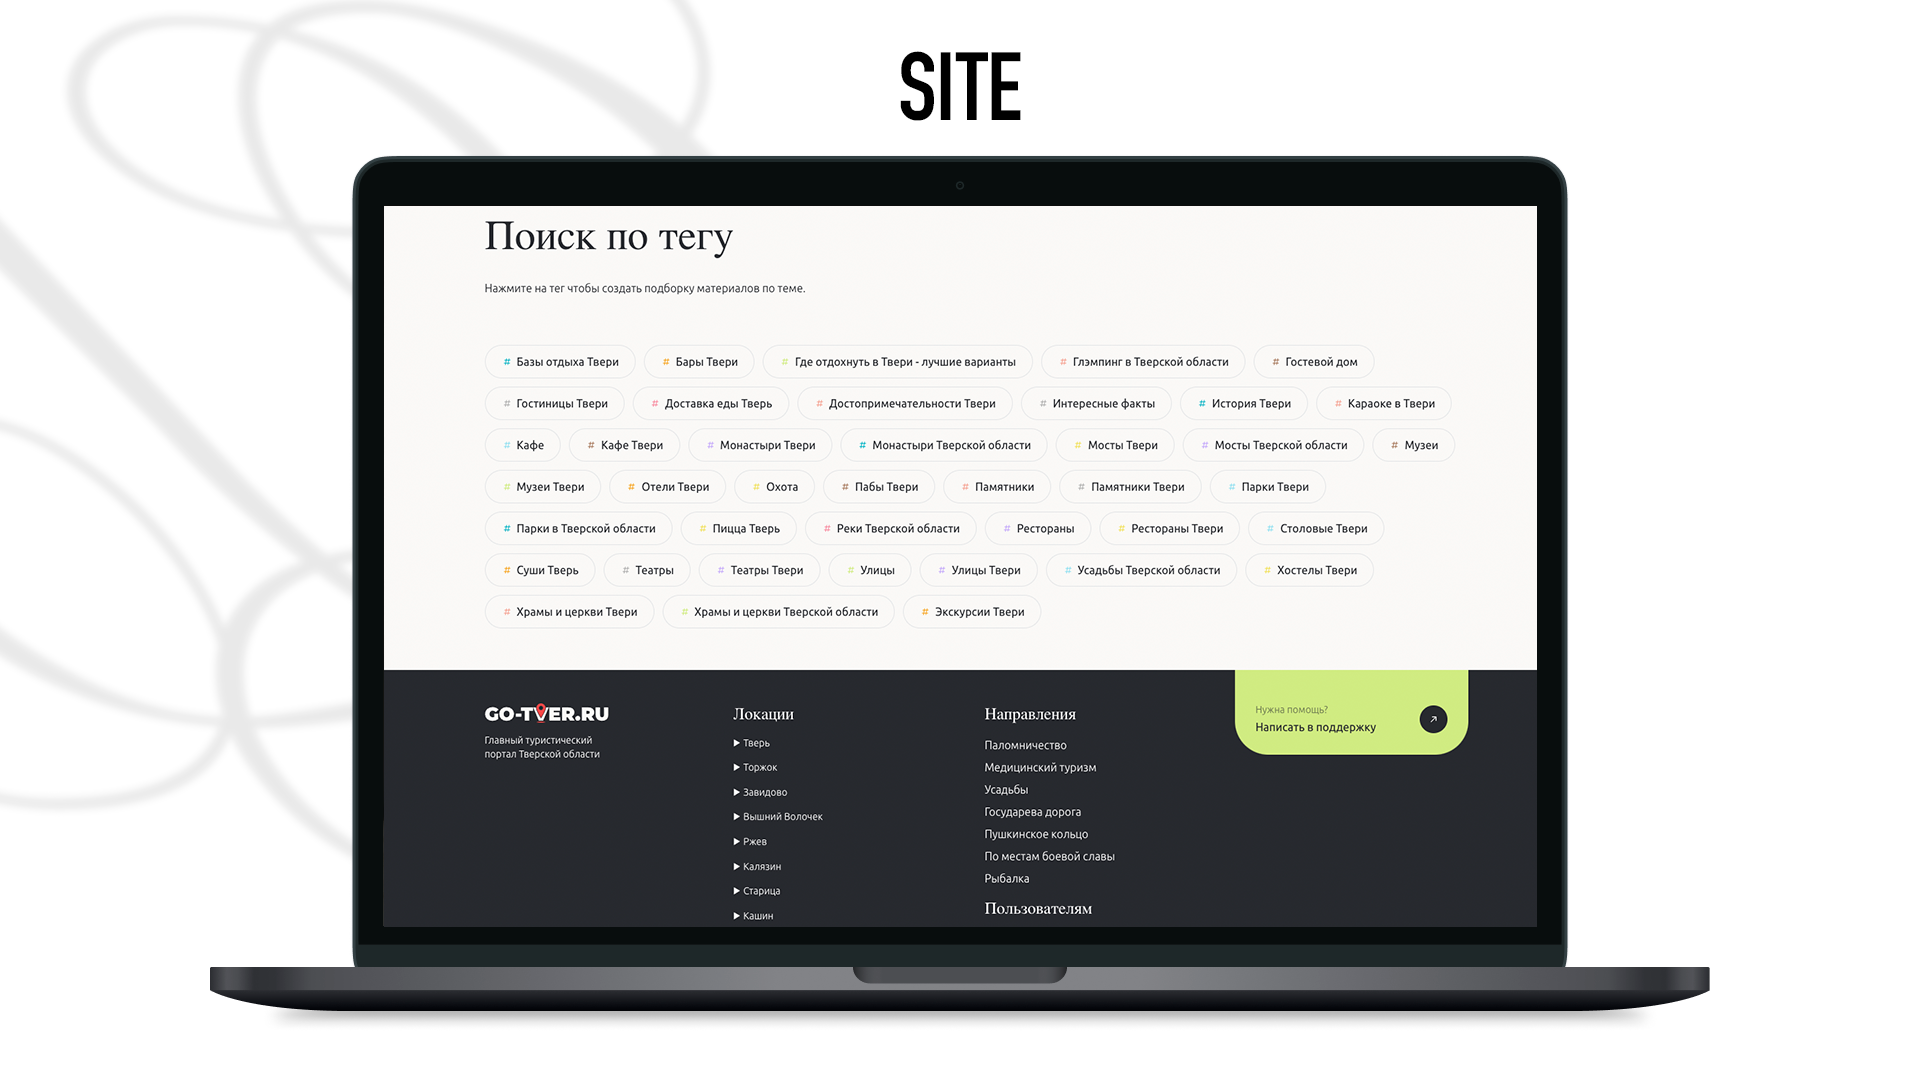 SITE
Поиск по тегу
Нажмите на тег чтобы создать подборку материалов по теме.
# Базы отдыха Твери # Бары Твери # Где отдохнуть в Твери - лучшие варианты # Глэмпинг в Тверской области # Гостевой дом
# Гостиницы Твери # Доставка еды Тверь # Достопримечательности Твери # Интересные факты # История Твери # Караоке в Твери
# Кафе # Кафе Твери # Монастыри Твери # Монастыри Тверской области # Мосты Твери # Мосты Тверской области # Музеи
# Музеи Твери # Отели Твери # Охота # Пабы Твери # Памятники # Памятники Твери # Парки Твери
# Парки в Тверской области # Пицца Тверь # Реки Тверской области # Рестораны # Рестораны Твери # Столовые Твери
# Суши Тверь # Театры # Театры Твери # Улицы # Улицы Твери # Усадьбы Тверской области # Хостелы Твери
# Храмы и церкви Твери # Храмы и церкви Тверской области # Экскурсии Твери
GO-TVER.RU
Главный туристический
портал Тверской области
Локации
Тверь
Торжок
Завидово
Вышний Волочек
Ржев
Калязин
Старица
Кашин
Направления
Паломничество
Медицинский туризм
Усадьбы
Государева дорога
Пушкинское кольцо
По местам боевой славы
Рыбалка
Пользователям
Нужна помощь?
Написать в поддержку